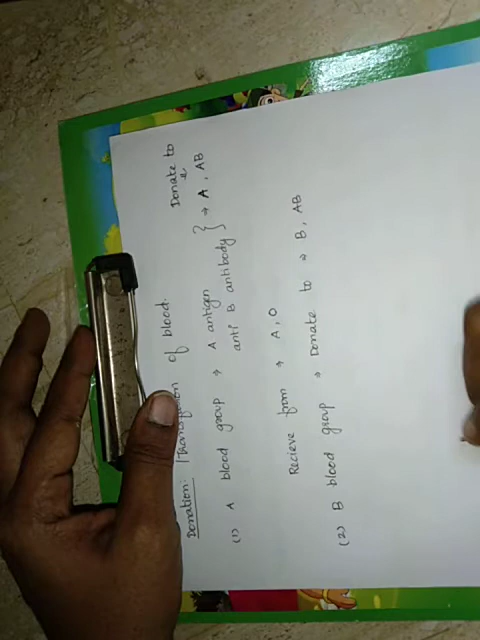 Donation: (Transfusion of blood.
Donate to
(1) A blood group → A antigen
anti B antibody } ⇒ A, AB
Recieve from → A, O
(2) B blood group → Donate to ⇒ B, AB